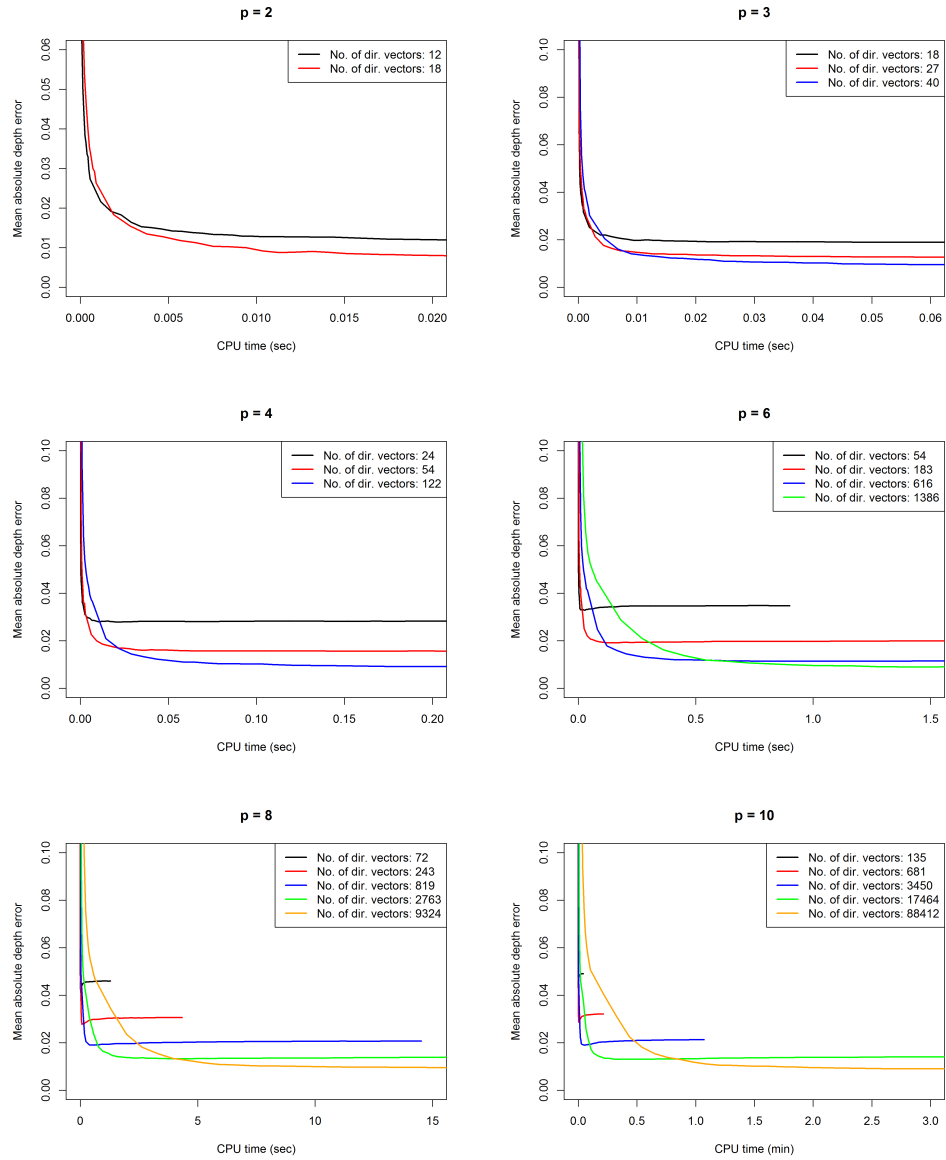 p = 2
No. of dir. vectors: 12
No. of dir. vectors: 18
Mean absolute depth error
0.00 0.01 0.02 0.03 0.04 0.05 0.06
0.000 0.005 0.010 0.015 0.020
CPU time (sec)
p = 3
No. of dir. vectors: 18
No. of dir. vectors: 27
No. of dir. vectors: 40
Mean absolute depth error
0.00 0.02 0.04 0.06 0.08 0.10
0.00 0.01 0.02 0.03 0.04 0.05 0.06
CPU time (sec)
p = 4
No. of dir. vectors: 24
No. of dir. vectors: 54
No. of dir. vectors: 122
Mean absolute depth error
0.00 0.02 0.04 0.06 0.08 0.10
0.00 0.05 0.10 0.15 0.20
CPU time (sec)
p = 6
No. of dir. vectors: 54
No. of dir. vectors: 183
No. of dir. vectors: 616
No. of dir. vectors: 1386
Mean absolute depth error
0.00 0.02 0.04 0.06 0.08 0.10
0.0 0.5 1.0 1.5
CPU time (sec)
p = 8
No. of dir. vectors: 72
No. of dir. vectors: 243
No. of dir. vectors: 819
No. of dir. vectors: 2763
No. of dir. vectors: 9324
Mean absolute depth error
0.00 0.02 0.04 0.06 0.08 0.10
0 5 10 15
CPU time (sec)
p = 10
No. of dir. vectors: 135
No. of dir. vectors: 681
No. of dir. vectors: 3450
No. of dir. vectors: 17464
No. of dir. vectors: 88412
Mean absolute depth error
0.00 0.02 0.04 0.06 0.08 0.10
0.0 0.5 1.0 1.5 2.0 2.5 3.0
CPU time (min)